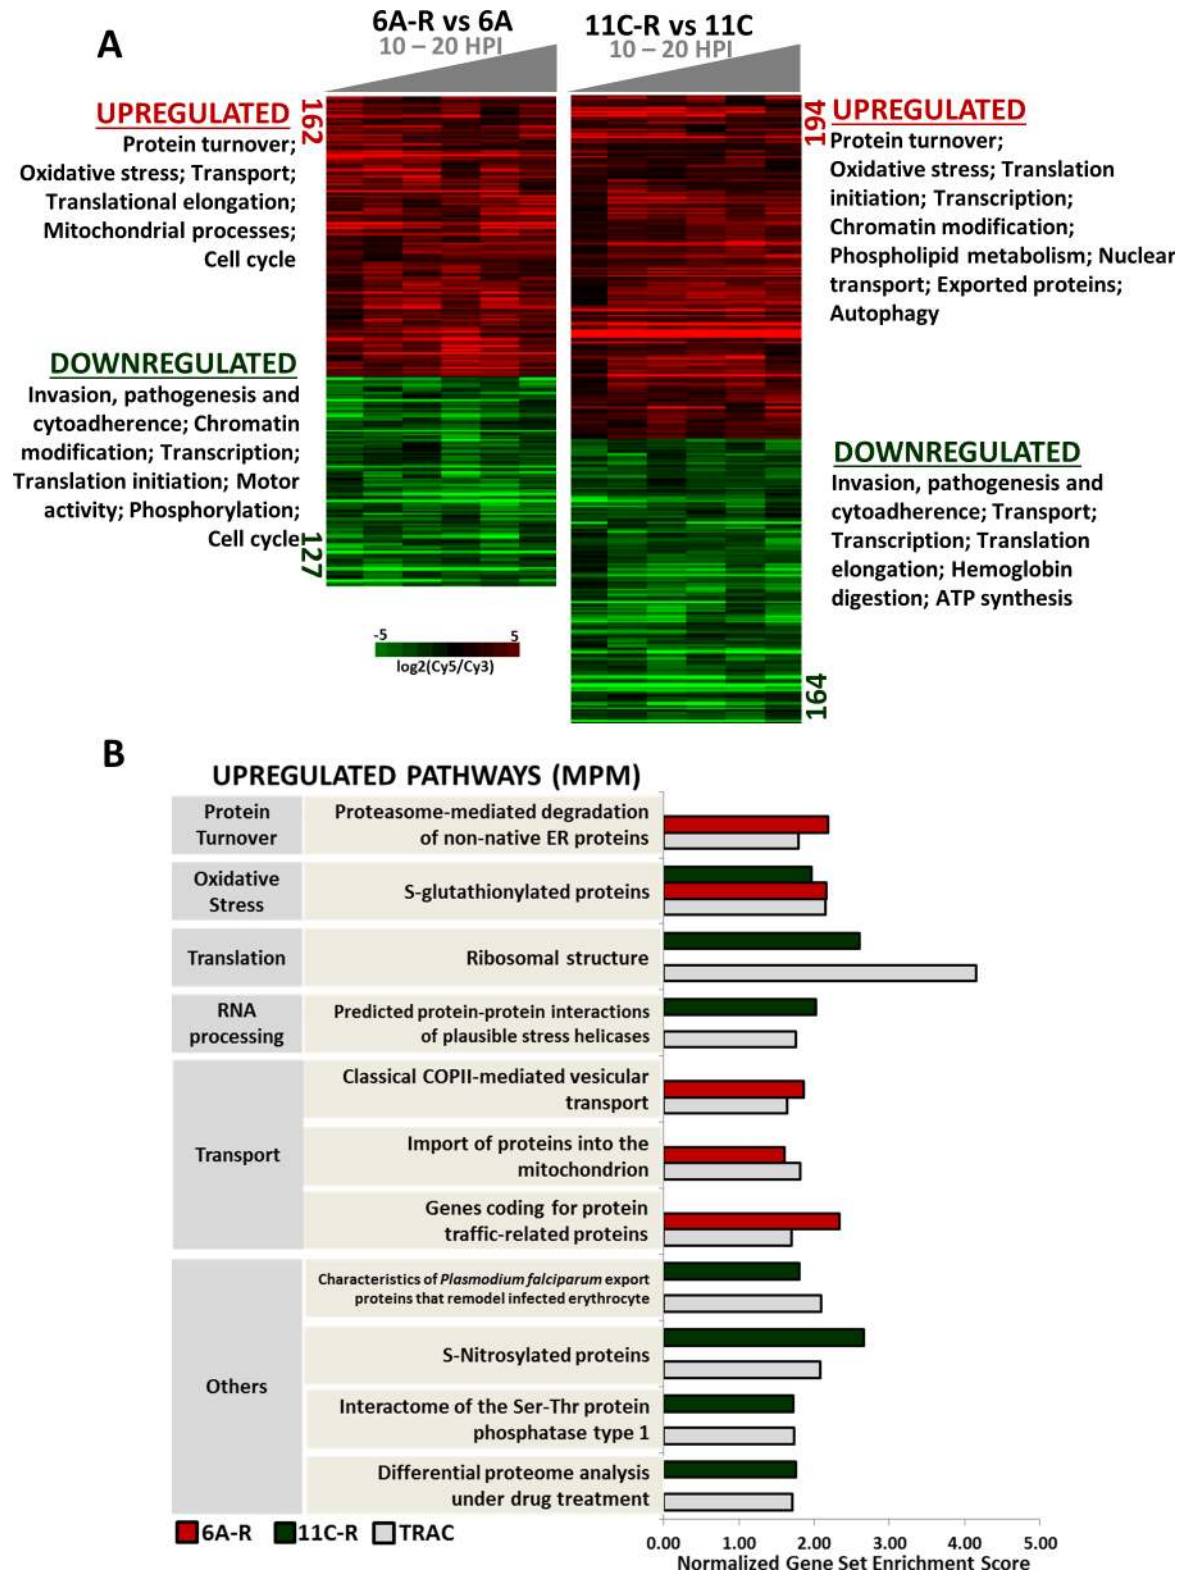 A
6A-R vs 6A
10 – 20 HPI
11C-R vs 11C
10 – 20 HPI
UPREGULATED
162
Protein turnover;
Oxidative stress; Transport;
Translational elongation;
Mitochondrial processes;
Cell cycle
DOWNREGULATED
Invasion, pathogenesis and
cytoadherence; Chromatin
modification; Transcription;
Translation initiation; Motor
activity; Phosphorylation;
Cell cycle
127
194
UPREGULATED
Protein turnover;
Oxidative stress; Translation
initiation; Transcription;
Chromatin modification;
Phospholipid metabolism; Nuclear
transport; Exported proteins;
Autophagy
DOWNREGULATED
Invasion, pathogenesis and
cytoadherence; Transport;
Transcription; Translation
elongation; Hemoglobin
digestion; ATP synthesis
164
-5 5
log2(Cy5/Cy3)
B
UPREGULATED PATHWAYS (MPM)
Protein
Turnover
Proteasome-mediated degradation
of non-native ER proteins
Oxidative
Stress
S-glutathionylated proteins
Translation
Ribosomal structure
RNA
processing
Predicted protein-protein interactions
of plausible stress helicases
Transport
Classical COPII-mediated vesicular
transport
Import of proteins into the
mitochondrion
Genes coding for protein
traffic-related proteins
Others
Characteristics of Plasmodium falciparum export
proteins that remodel infected erythrocyte
S-Nitrosylated proteins
Interactome of the Ser-Thr protein
phosphatase type 1
Differential proteome analysis
under drug treatment
6A-R 11C-R TRAC
0.00 1.00 2.00 3.00 4.00 5.00
Normalized Gene Set Enrichment Score